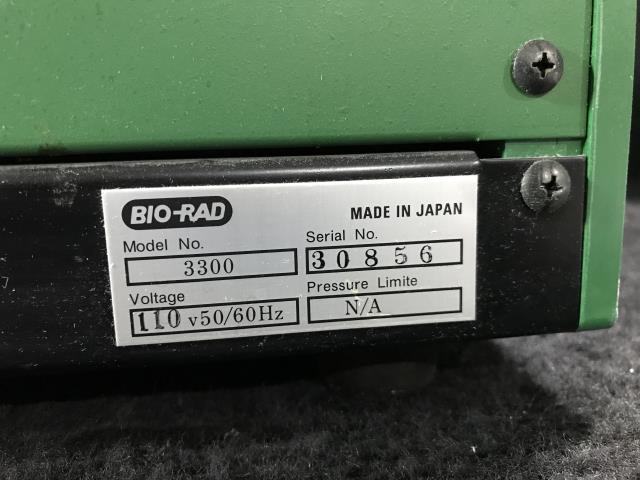 BIO-RAD
MADE IN JAPAN
Model No.
3300
Serial No.
30856
Voltage
110 v50/60Hz
Pressure Limite
N/A